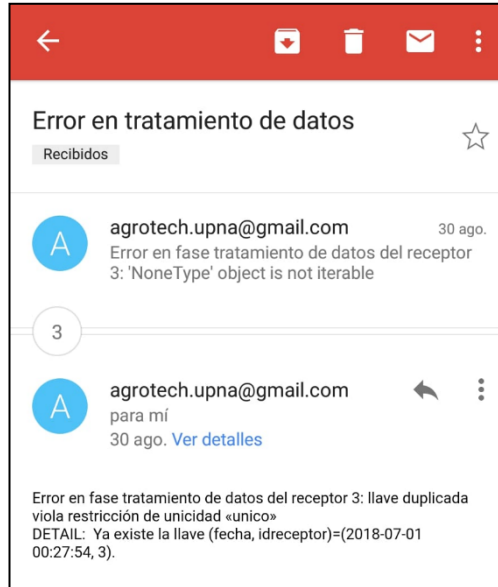 Error en tratamiento de datos
Recibidos
A
agrotech.upna@gmail.com
30 ago.
Error en fase tratamiento de datos del receptor
3: 'NoneType' object is not iterable
3
A
agrotech.upna@gmail.com
para mí
30 ago. Ver detalles
Error en fase tratamiento de datos del receptor 3: llave duplicada
viola restricción de unicidad «unico»
DETAIL: Ya existe la llave (fecha, idreceptor)=(2018-07-01
00:27:54, 3).